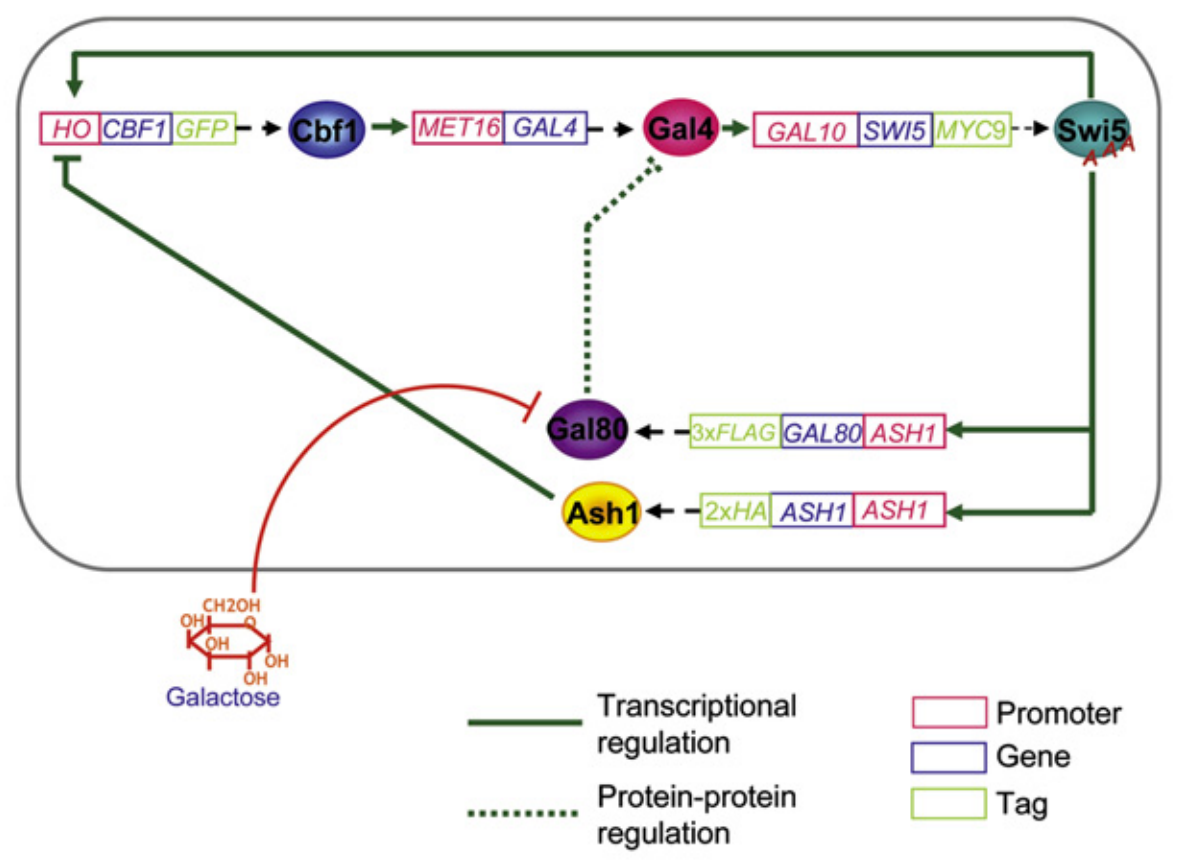 HO CBF1 GFP Cbf1 MET16 GAL4 Gal4 GAL10 SWI5 MYC9 Swi5
A A A
Gal80 3xFLAG GAL80 ASH1
Ash1 2xHA ASH1 ASH1
CH2OH
OH O
OH
OH
OH
Galactose
Transcriptional
regulation
Protein-protein
regulation
Promoter
Gene
Tag